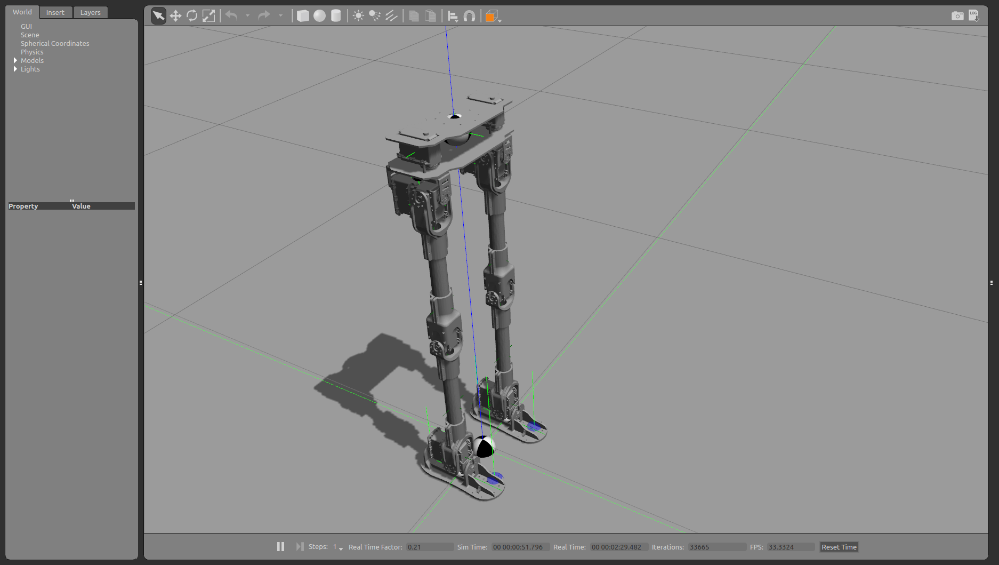 World Insert Layers
GUI
Scene
Spherical Coordinates
Physics
Models
Lights
Property Value
LOG
Steps: 1 Real Time Factor: 0.21 Sim Time: 00 00:00:51.796 Real Time: 00 00:02:29.482 Iterations: 33665 FPS: 33.3324 Reset Time